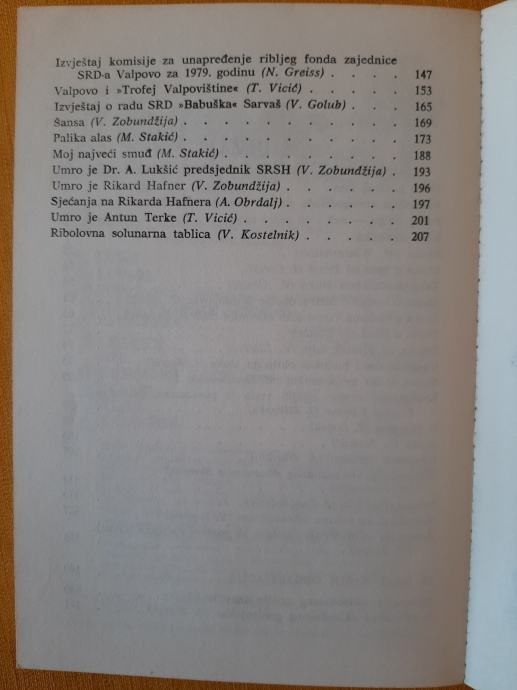 Izvještaj komisije za unapređenje ribljeg fonda zajednice
SRD-a Valpovo za 1979. godinu (N. Greiss) . . . . 147
Valpovo i »Trofej Valpovištine« (T. Vicić) . . . . 153
Izvještaj o radu SRD »Babuška« Sarvaš (V. Golub) . . . 165
Šansa (V. Zobundžija) . . . . . . . . 169
Palika alas (M. Stakić) . . . . . . . . 173
Moj najveći smuđ (M. Stakić) . . . . . . . 188
Umro je Dr. A. Lukšić predsjednik SRSH (V. Zobundžija) . . 193
Umro je Rikard Hafner (V. Zobundžija) . . . . . 196
Sjećanja na Rikarda Hafnera (A. Obrdalj) . . . . 197
Umro je Antun Terke (T. Vicić) . . . . . . 201
Ribolovna solunarna tablica (V. Kostelnik) . . . . . 207